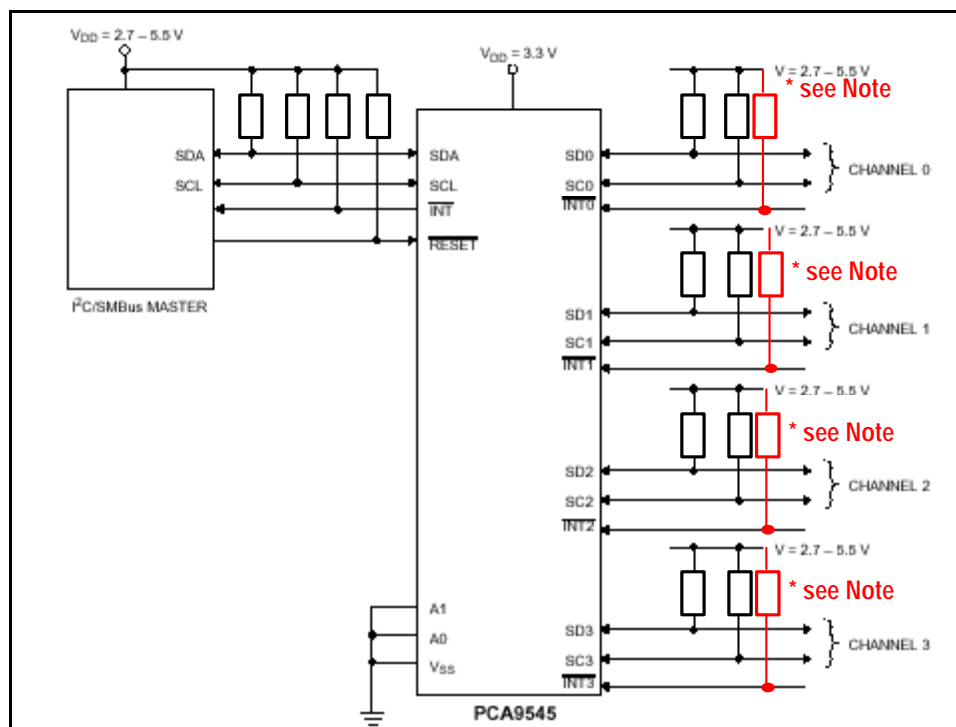 V_DD = 2.7 – 5.5 V
V_DD = 3.3 V
V = 2.7 – 5.5 V
* see Note
SDA
SCL
SDA
SCL
INT
RESET
SD0
SC0
INT0
CHANNEL 0
I²C/SMBus MASTER
V = 2.7 – 5.5 V
* see Note
SD1
SC1
INT1
CHANNEL 1
V = 2.7 – 5.5 V
* see Note
SD2
SC2
INT2
CHANNEL 2
V = 2.7 – 5.5 V
* see Note
A1
A0
V_SS
SD3
SC3
INT3
CHANNEL 3
PCA9545